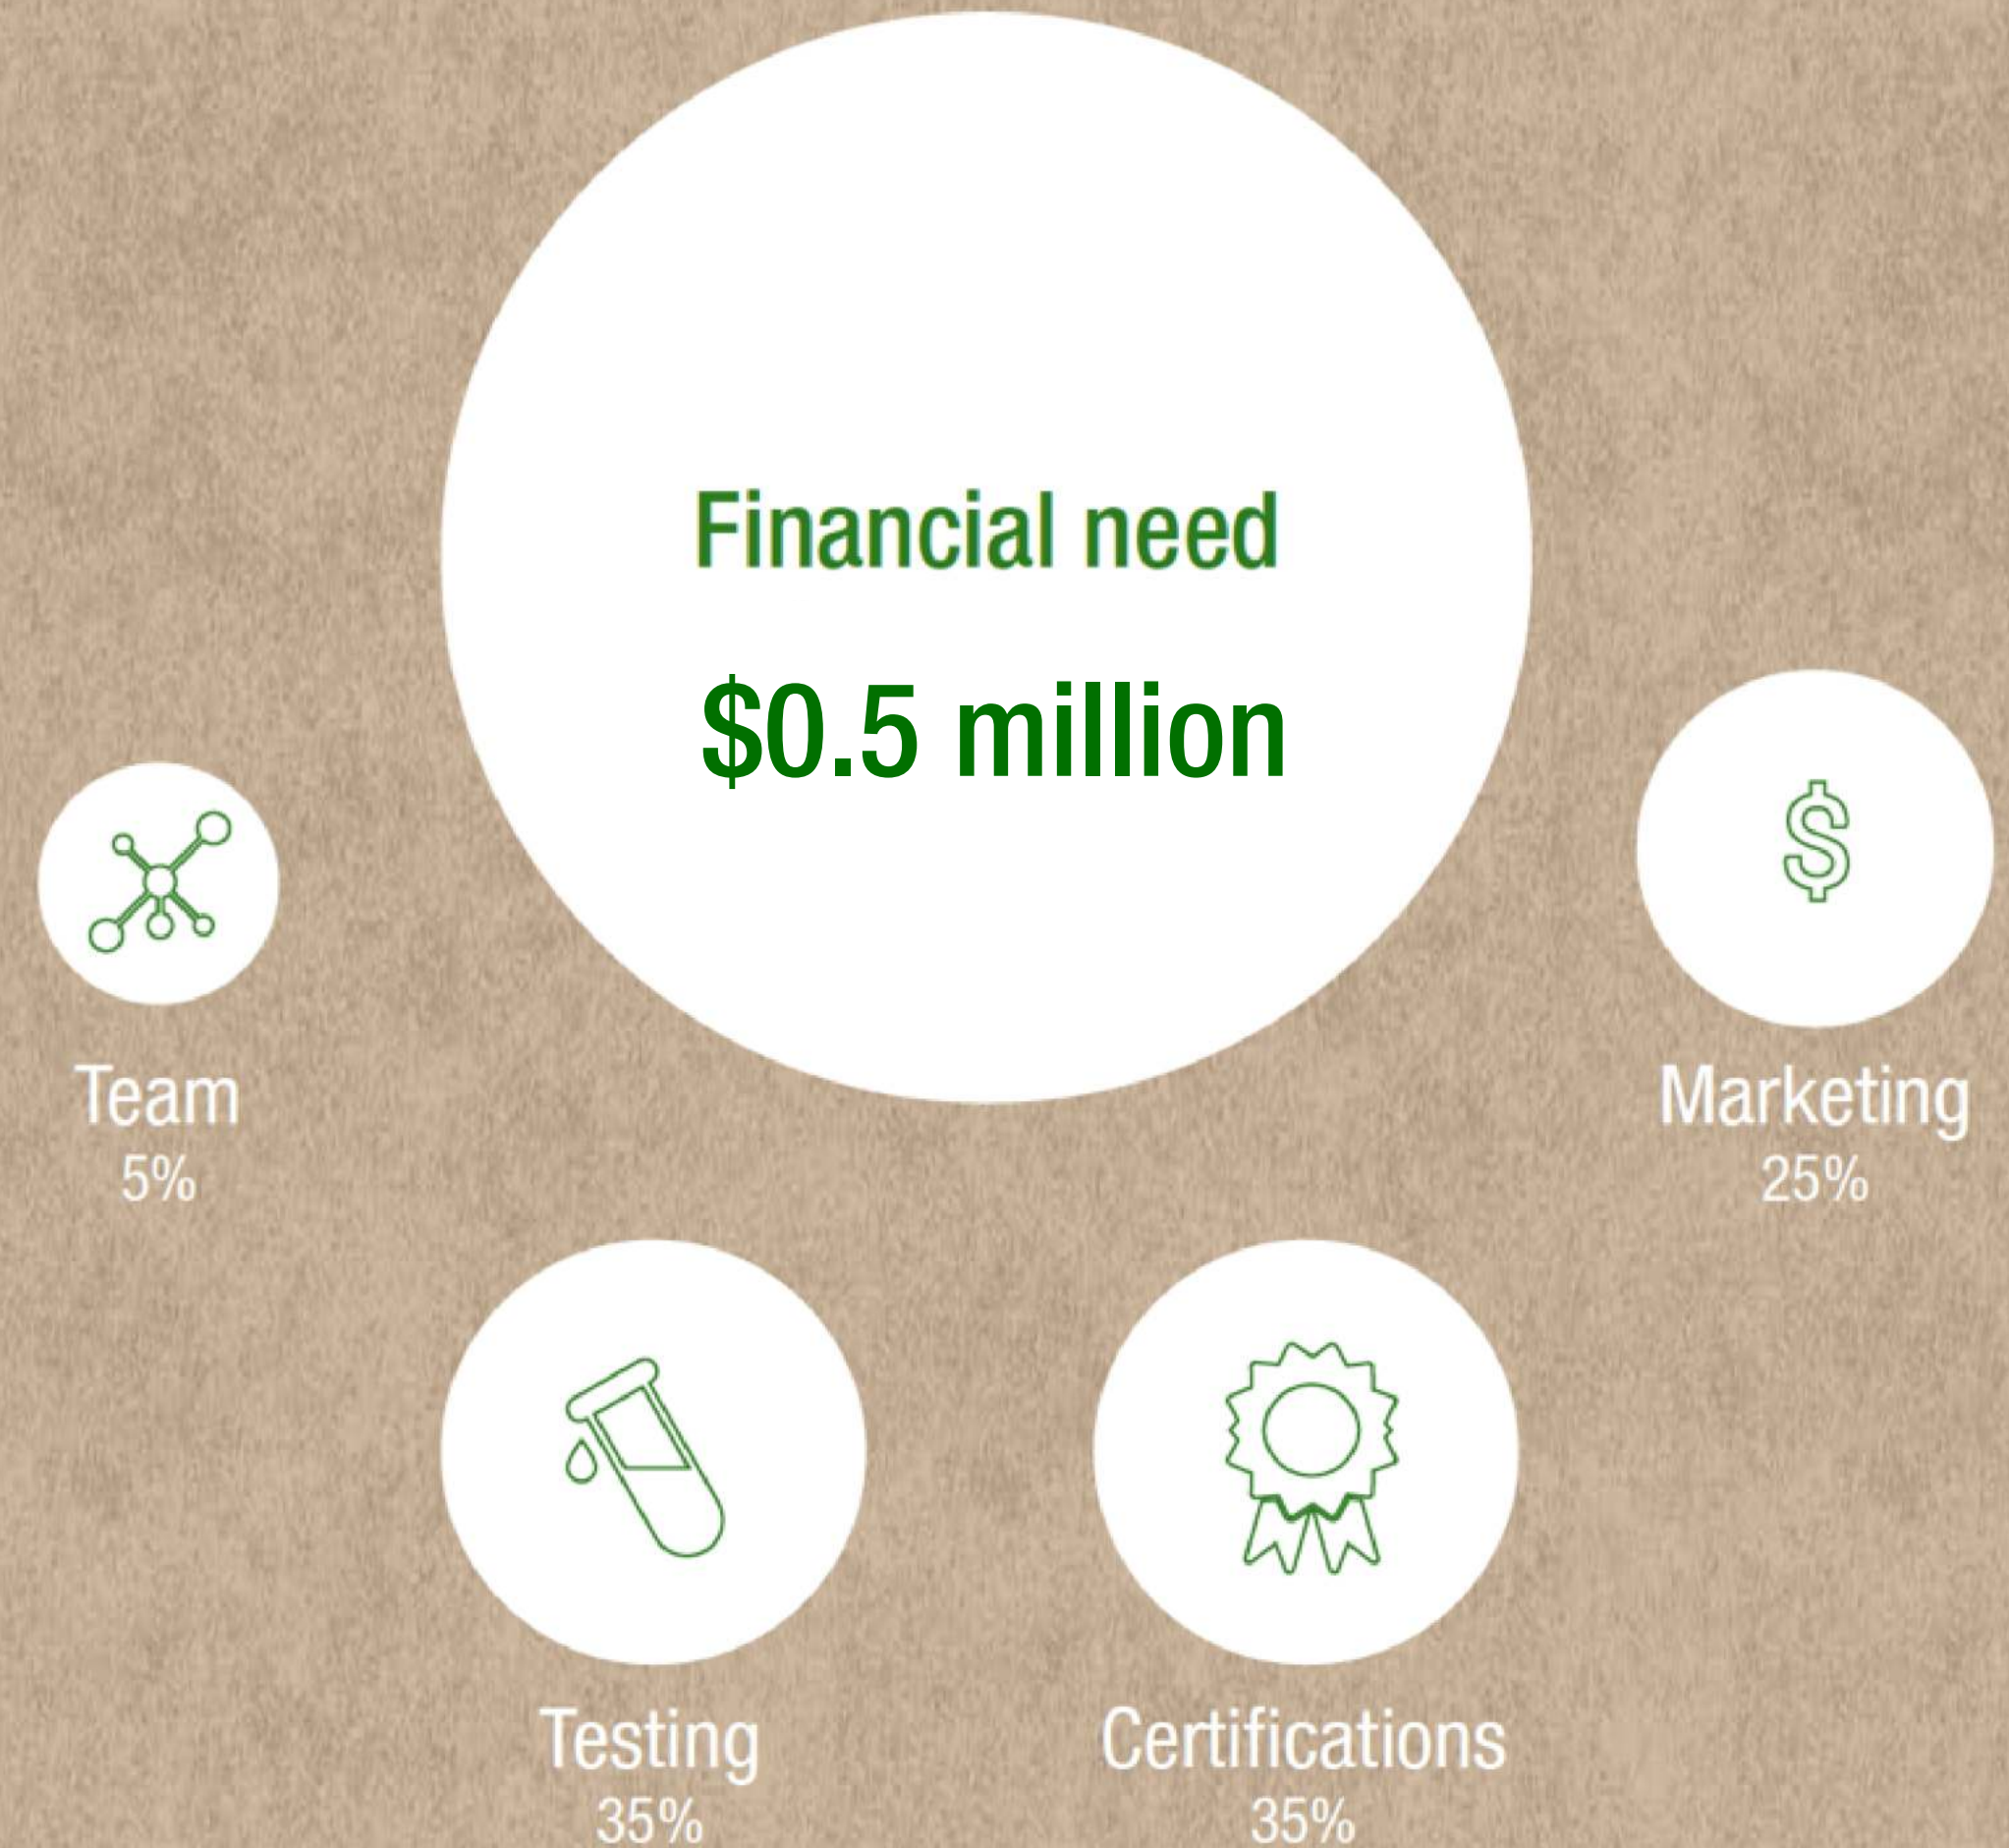 Financial need
$0.5 million
Team
5%
Marketing
25%
Testing
35%
Certifications
35%